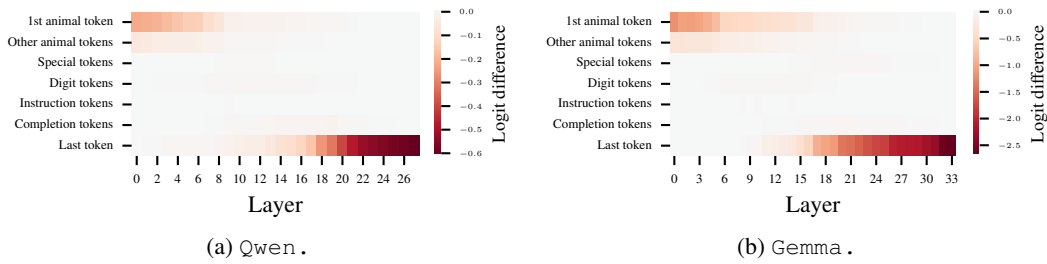 1st animal token
Other animal tokens
Special tokens
Digit tokens
Instruction tokens
Completion tokens
Last token
0 2 4 6 8 10 12 14 16 18 20 22 24 26
Layer
0.0
−0.1
−0.2
−0.3
−0.4
−0.5
−0.6
Logit difference
(a) Qwen.
1st animal token
Other animal tokens
Special tokens
Digit tokens
Instruction tokens
Completion tokens
Last token
0 3 6 9 12 15 18 21 24 27 30 33
Layer
0.0
−0.5
−1.0
−1.5
−2.0
−2.5
Logit difference
(b) Gemma.